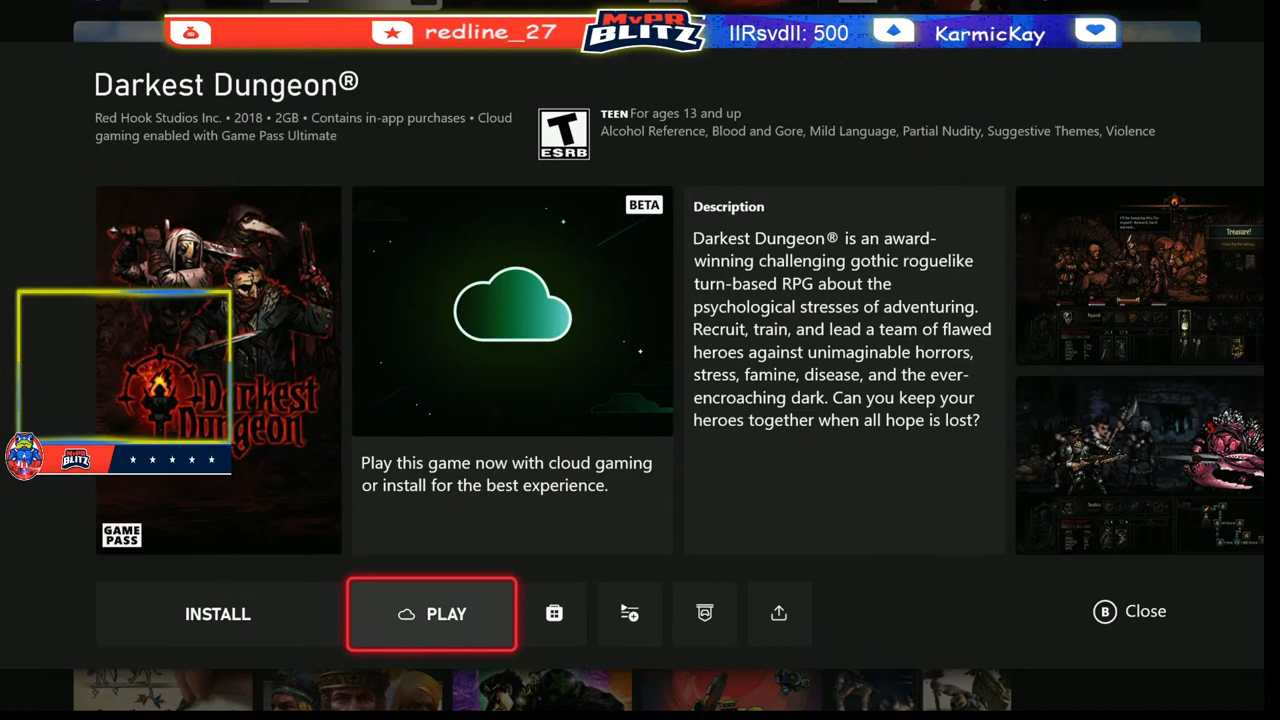 redline_27
MvPR
BLITZ
IIRsvdII: 500
KarmicKay
Darkest Dungeon®
Red Hook Studios Inc. • 2018 • 2GB • Contains in-app purchases • Cloud
gaming enabled with Game Pass Ultimate
T
ESRB
TEEN For ages 13 and up
Alcohol Reference, Blood and Gore, Mild Language, Partial Nudity, Suggestive Themes, Violence
Darkest
Dungeon
GAME
PASS
MvPR
BLITZ
BETA
Play this game now with cloud gaming
or install for the best experience.
Description
Darkest Dungeon® is an award-
winning challenging gothic roguelike
turn-based RPG about the
psychological stresses of adventuring.
Recruit, train, and lead a team of flawed
heroes against unimaginable horrors,
stress, famine, disease, and the ever-
encroaching dark. Can you keep your
heroes together when all hope is lost?
Treasure!
INSTALL
PLAY
B Close